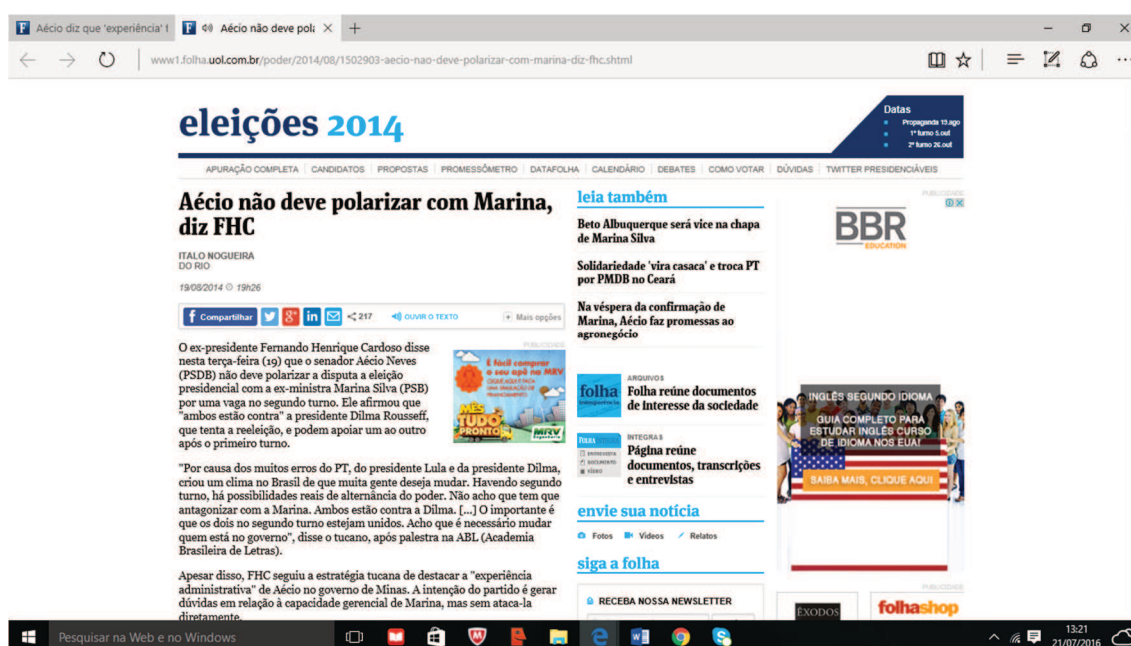 Aécio diz que 'experiência' f
Aécio não deve pola
www1.folha.uol.com.br/poder/2014/08/1502903-aecio-nao-deve-polarizar-com-marina-diz-fhc.shtml
eleições 2014
Datas
Propaganda 13.ago
1º turno 5.out
2º turno 26.out
APURAÇÃO COMPLETA CANDIDATOS PROPOSTAS PROMESSÔMETRO DATAFOLHA CALENDÁRIO DEBATES COMO VOTAR DÚVIDAS TWITTER PRESIDENCIÁVEIS
Aécio não deve polarizar com Marina,
diz FHC
ITALO NOGUEIRA
DO RIO
19/08/2014 19h26
Compartilhar 217 OUVIR O TEXTO + Mais opções
PUBLICIDADE
O ex-presidente Fernando Henrique Cardoso disse
nesta terça-feira (19) que o senador Aécio Neves
(PSDB) não deve polarizar a disputa a eleição
presidencial com a ex-ministra Marina Silva (PSB)
por uma vaga no segundo turno. Ele afirmou que
"ambos estão contra" a presidente Dilma Rousseff,
que tenta a reeleição, e podem apoiar um ao outro
após o primeiro turno.
É fácil comprar
o seu apê na MRV
CLIQUE AQUI E FAÇA
UMA SIMULAÇÃO DE
FINANCIAMENTO
MÊS
TUDO
PRONTO
MRV
Engenharia
"Por causa dos muitos erros do PT, do presidente Lula e da presidente Dilma,
criou um clima no Brasil de que muita gente deseja mudar. Havendo segundo
turno, há possibilidades reais de alternância do poder. Não acho que tem que
antagonizar com a Marina. Ambos estão contra a Dilma. [...] O importante é
que os dois no segundo turno estejam unidos. Acho que é necessário mudar
quem está no governo", disse o tucano, após palestra na ABL (Academia
Brasileira de Letras).
Apesar disso, FHC seguiu a estratégia tucana de destacar a "experiência
administrativa" de Aécio no governo de Minas. A intenção do partido é gerar
dúvidas em relação à capacidade gerencial de Marina, mas sem ataca-la
diretamente.
leia também
Beto Albuquerque será vice na chapa
de Marina Silva
Solidariedade 'vira casaca' e troca PT
por PMDB no Ceará
Na véspera da confirmação de
Marina, Aécio faz promessas ao
agronegócio
folha
transparência
ARQUIVOS
Folha reúne documentos
de interesse da sociedade
FOLHA
ENTREVISTA
DOCUMENTO
VÍDEO
ÍNTEGRAS
Página reúne
documentos, transcrições
e entrevistas
envie sua notícia
Fotos Vídeos Relatos
siga a folha
RECEBA NOSSA NEWSLETTER
PUBLICIDADE
BBR
EDUCATION
INGLÊS SEGUNDO IDIOMA
GUIA COMPLETO PARA
ESTUDAR INGLÊS CURSO
DE IDIOMA NOS EUA!
SAIBA MAIS, CLIQUE AQUI
PUBLICIDADE
ÊXODOS
folhashop
Pesquisar na Web e no Windows
13:21
21/07/2016